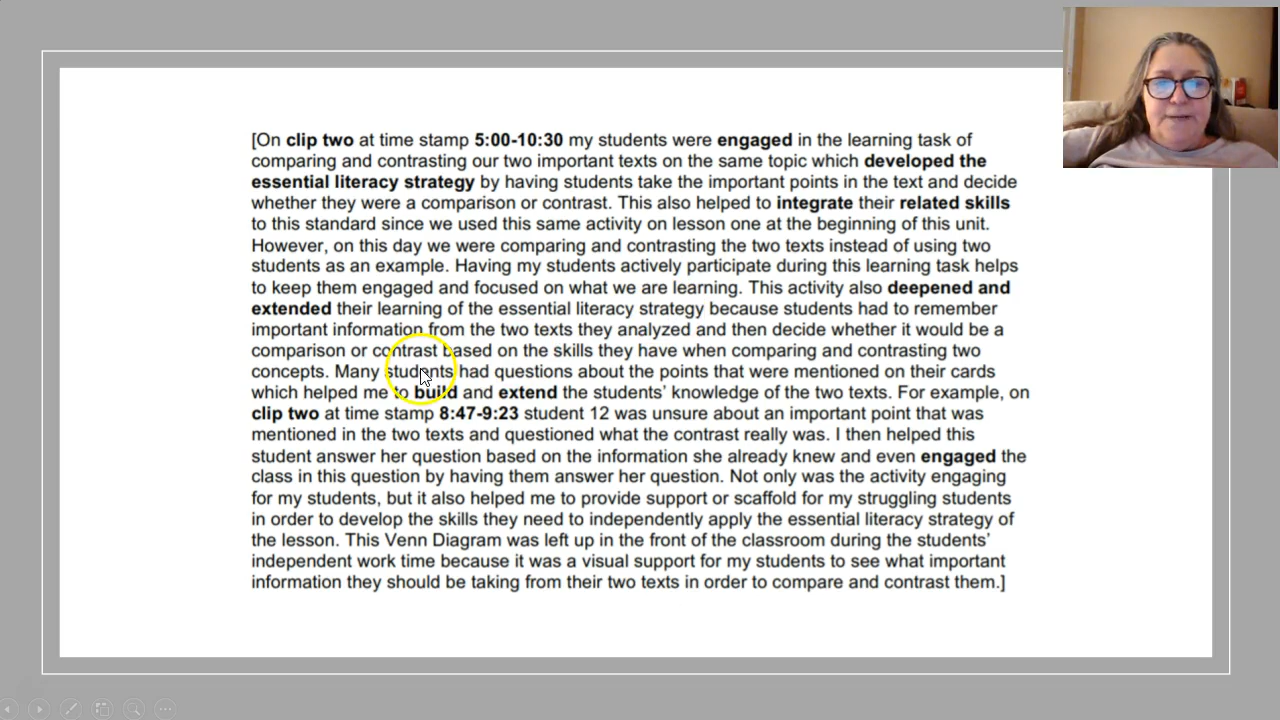 [On clip two at time stamp 5:00-10:30 my students were engaged in the learning task of
comparing and contrasting our two important texts on the same topic which developed the
essential literacy strategy by having students take the important points in the text and decide
whether they were a comparison or contrast. This also helped to integrate their related skills
to this standard since we used this same activity on lesson one at the beginning of this unit.
However, on this day we were comparing and contrasting the two texts instead of using two
students as an example. Having my students actively participate during this learning task helps
to keep them engaged and focused on what we are learning. This activity also deepened and
extended their learning of the essential literacy strategy because students had to remember
important information from the two texts they analyzed and then decide whether it would be a
comparison or contrast based on the skills they have when comparing and contrasting two
concepts. Many students had questions about the points that were mentioned on their cards
which helped me to build and extend the students’ knowledge of the two texts. For example, on
clip two at time stamp 8:47-9:23 student 12 was unsure about an important point that was
mentioned in the two texts and questioned what the contrast really was. I then helped this
student answer her question based on the information she already knew and even engaged the
class in this question by having them answer her question. Not only was the activity engaging
for my students, but it also helped me to provide support or scaffold for my struggling students
in order to develop the skills they need to independently apply the essential literacy strategy of
the lesson. This Venn Diagram was left up in the front of the classroom during the students’
independent work time because it was a visual support for my students to see what important
information they should be taking from their two texts in order to compare and contrast them.]